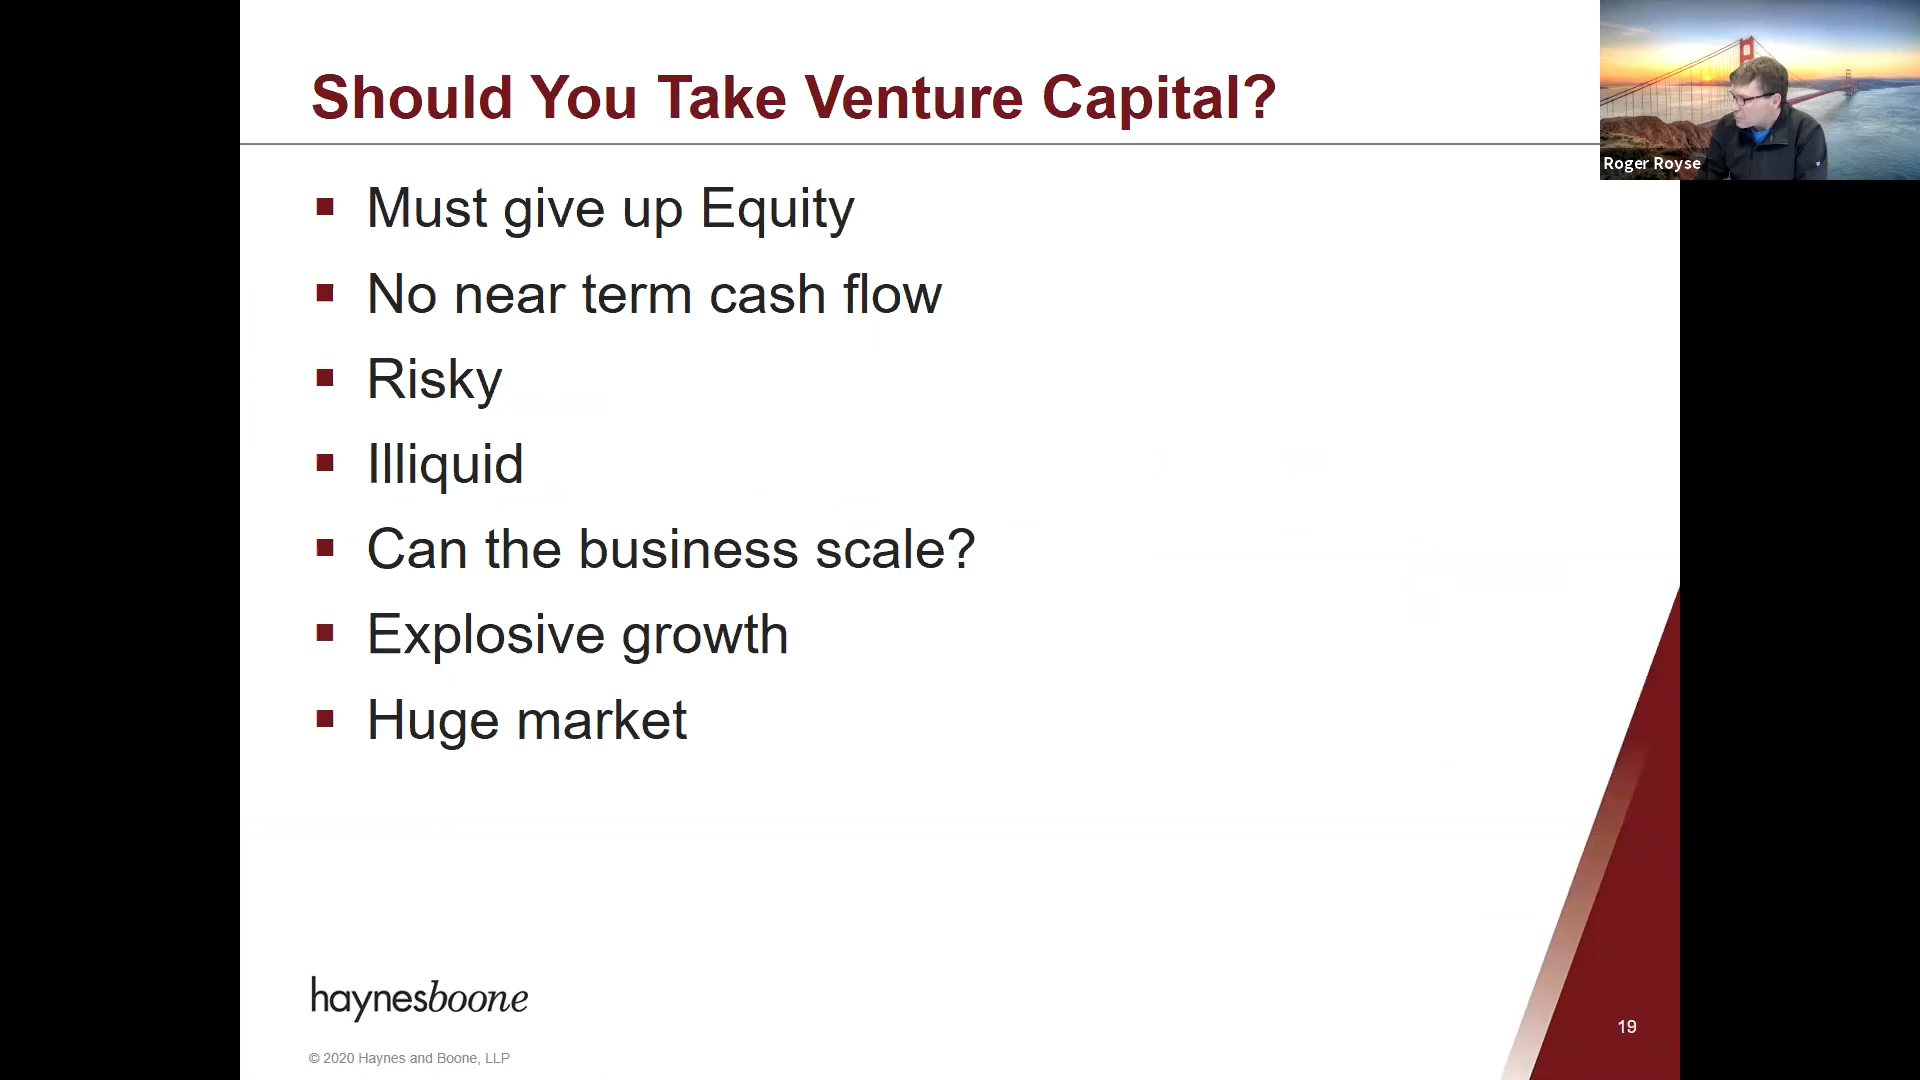 Should You Take Venture Capital?
Roger Royse
Must give up Equity
No near term cash flow
Risky
Illiquid
Can the business scale?
Explosive growth
Huge market
haynesboone
© 2020 Haynes and Boone, LLP
19